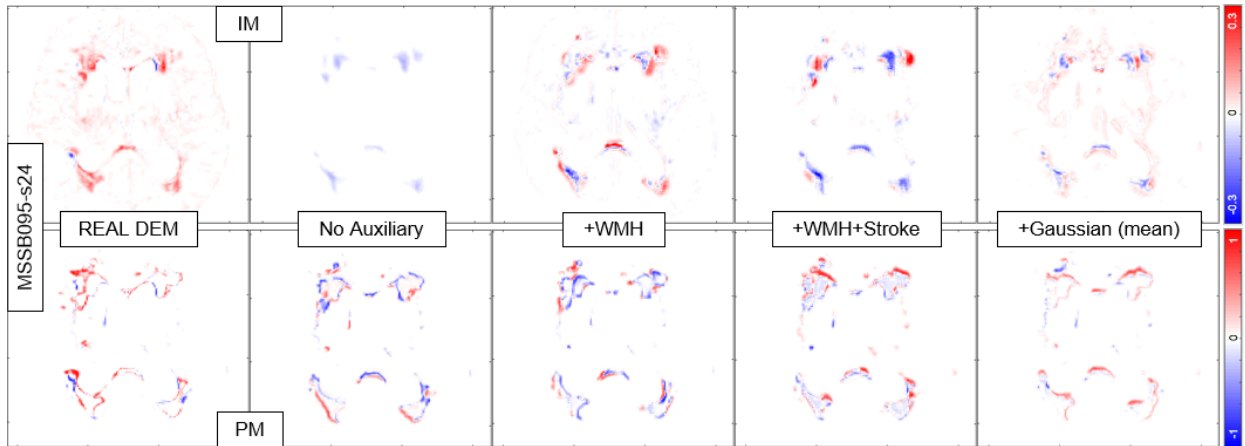 IM
0.3
0
-0.3
MSSB095-s24
REAL DEM
No Auxiliary
+WMH
+WMH+Stroke
+Gaussian (mean)
1
0
-1
PM